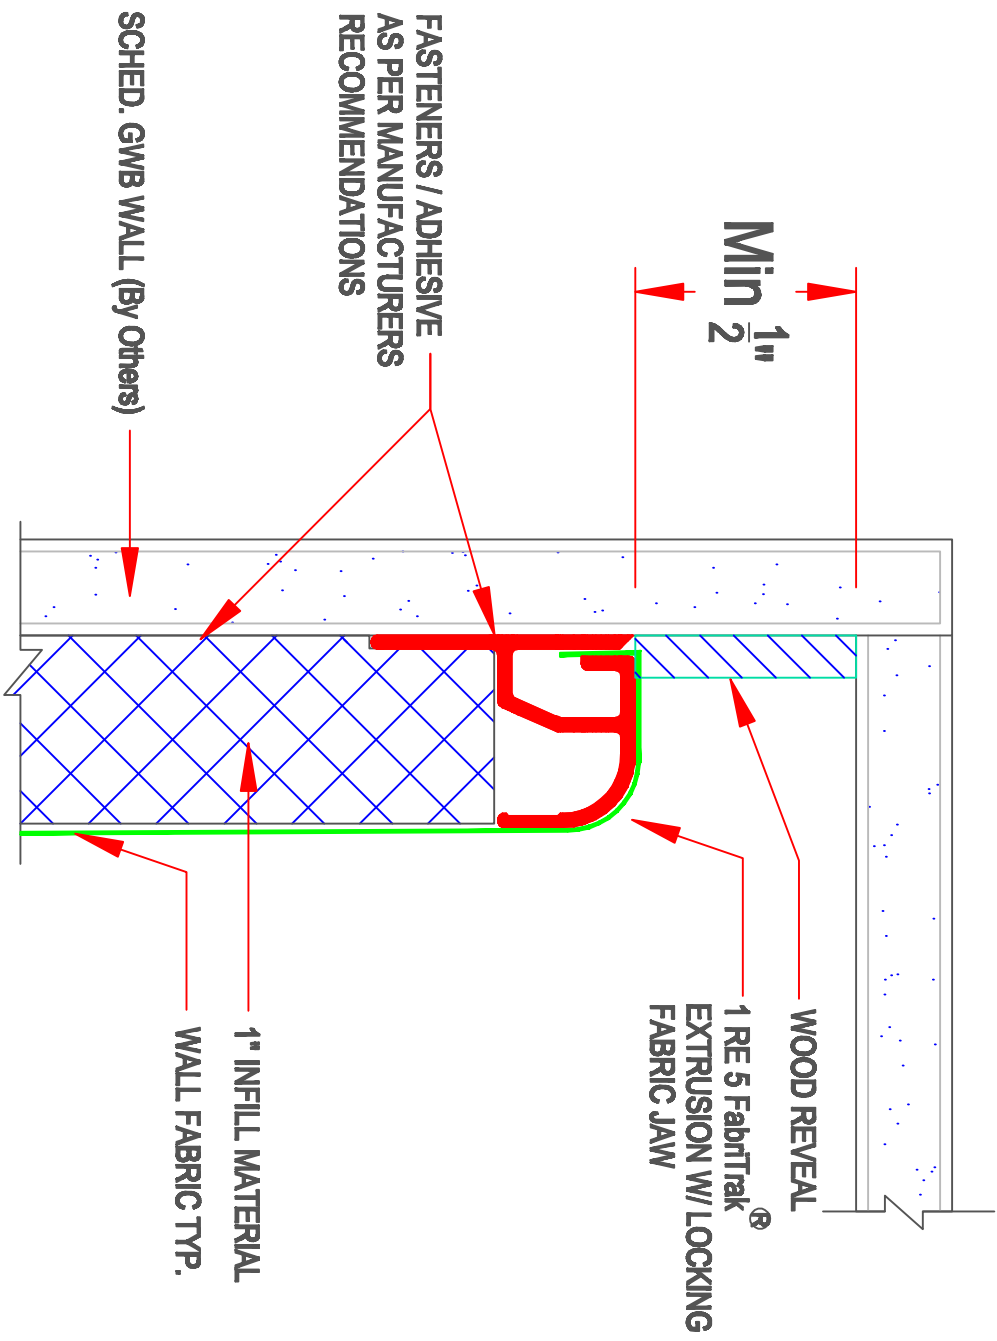 Min 1/2"
FASTENERS / ADHESIVE
AS PER MANUFACTURERS
RECOMMENDATIONS
SCHED. GWB WALL (By Others)
WOOD REVEAL
1 RE 5 FabriTrak ®
EXTRUSION W/ LOCKING
FABRIC JAW
1" INFILL MATERIAL
WALL FABRIC TYP.